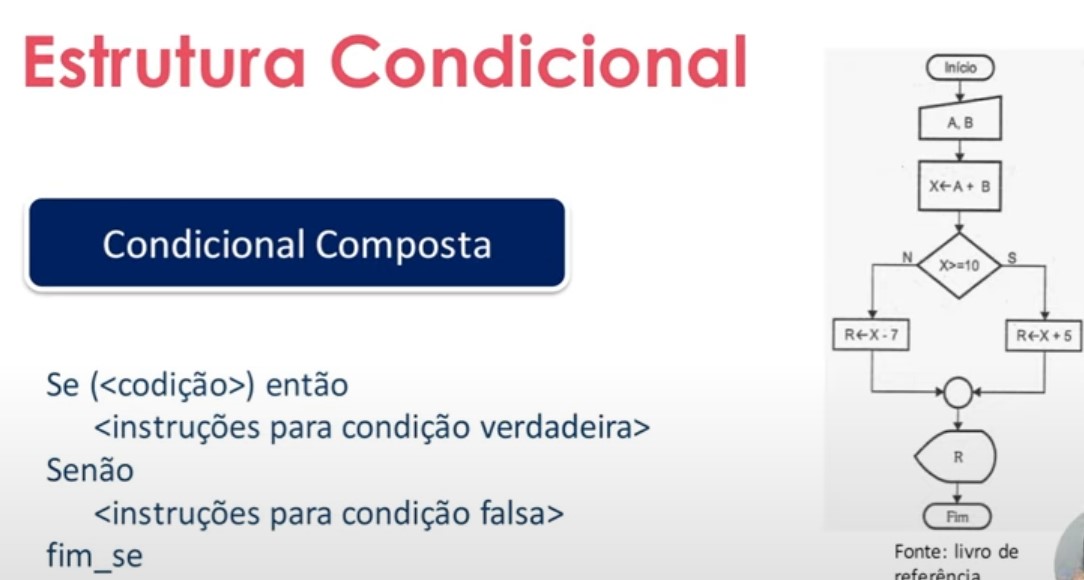 Estrutura Condicional
Condicional Composta
Se (<codição>) então
<instruções para condição verdadeira>
Senão
<instruções para condição falsa>
fim_se
Início
A, B
X←A + B
N
X>=10
S
R←X - 7
R←X + 5
R
Fim
Fonte: livro de
referência